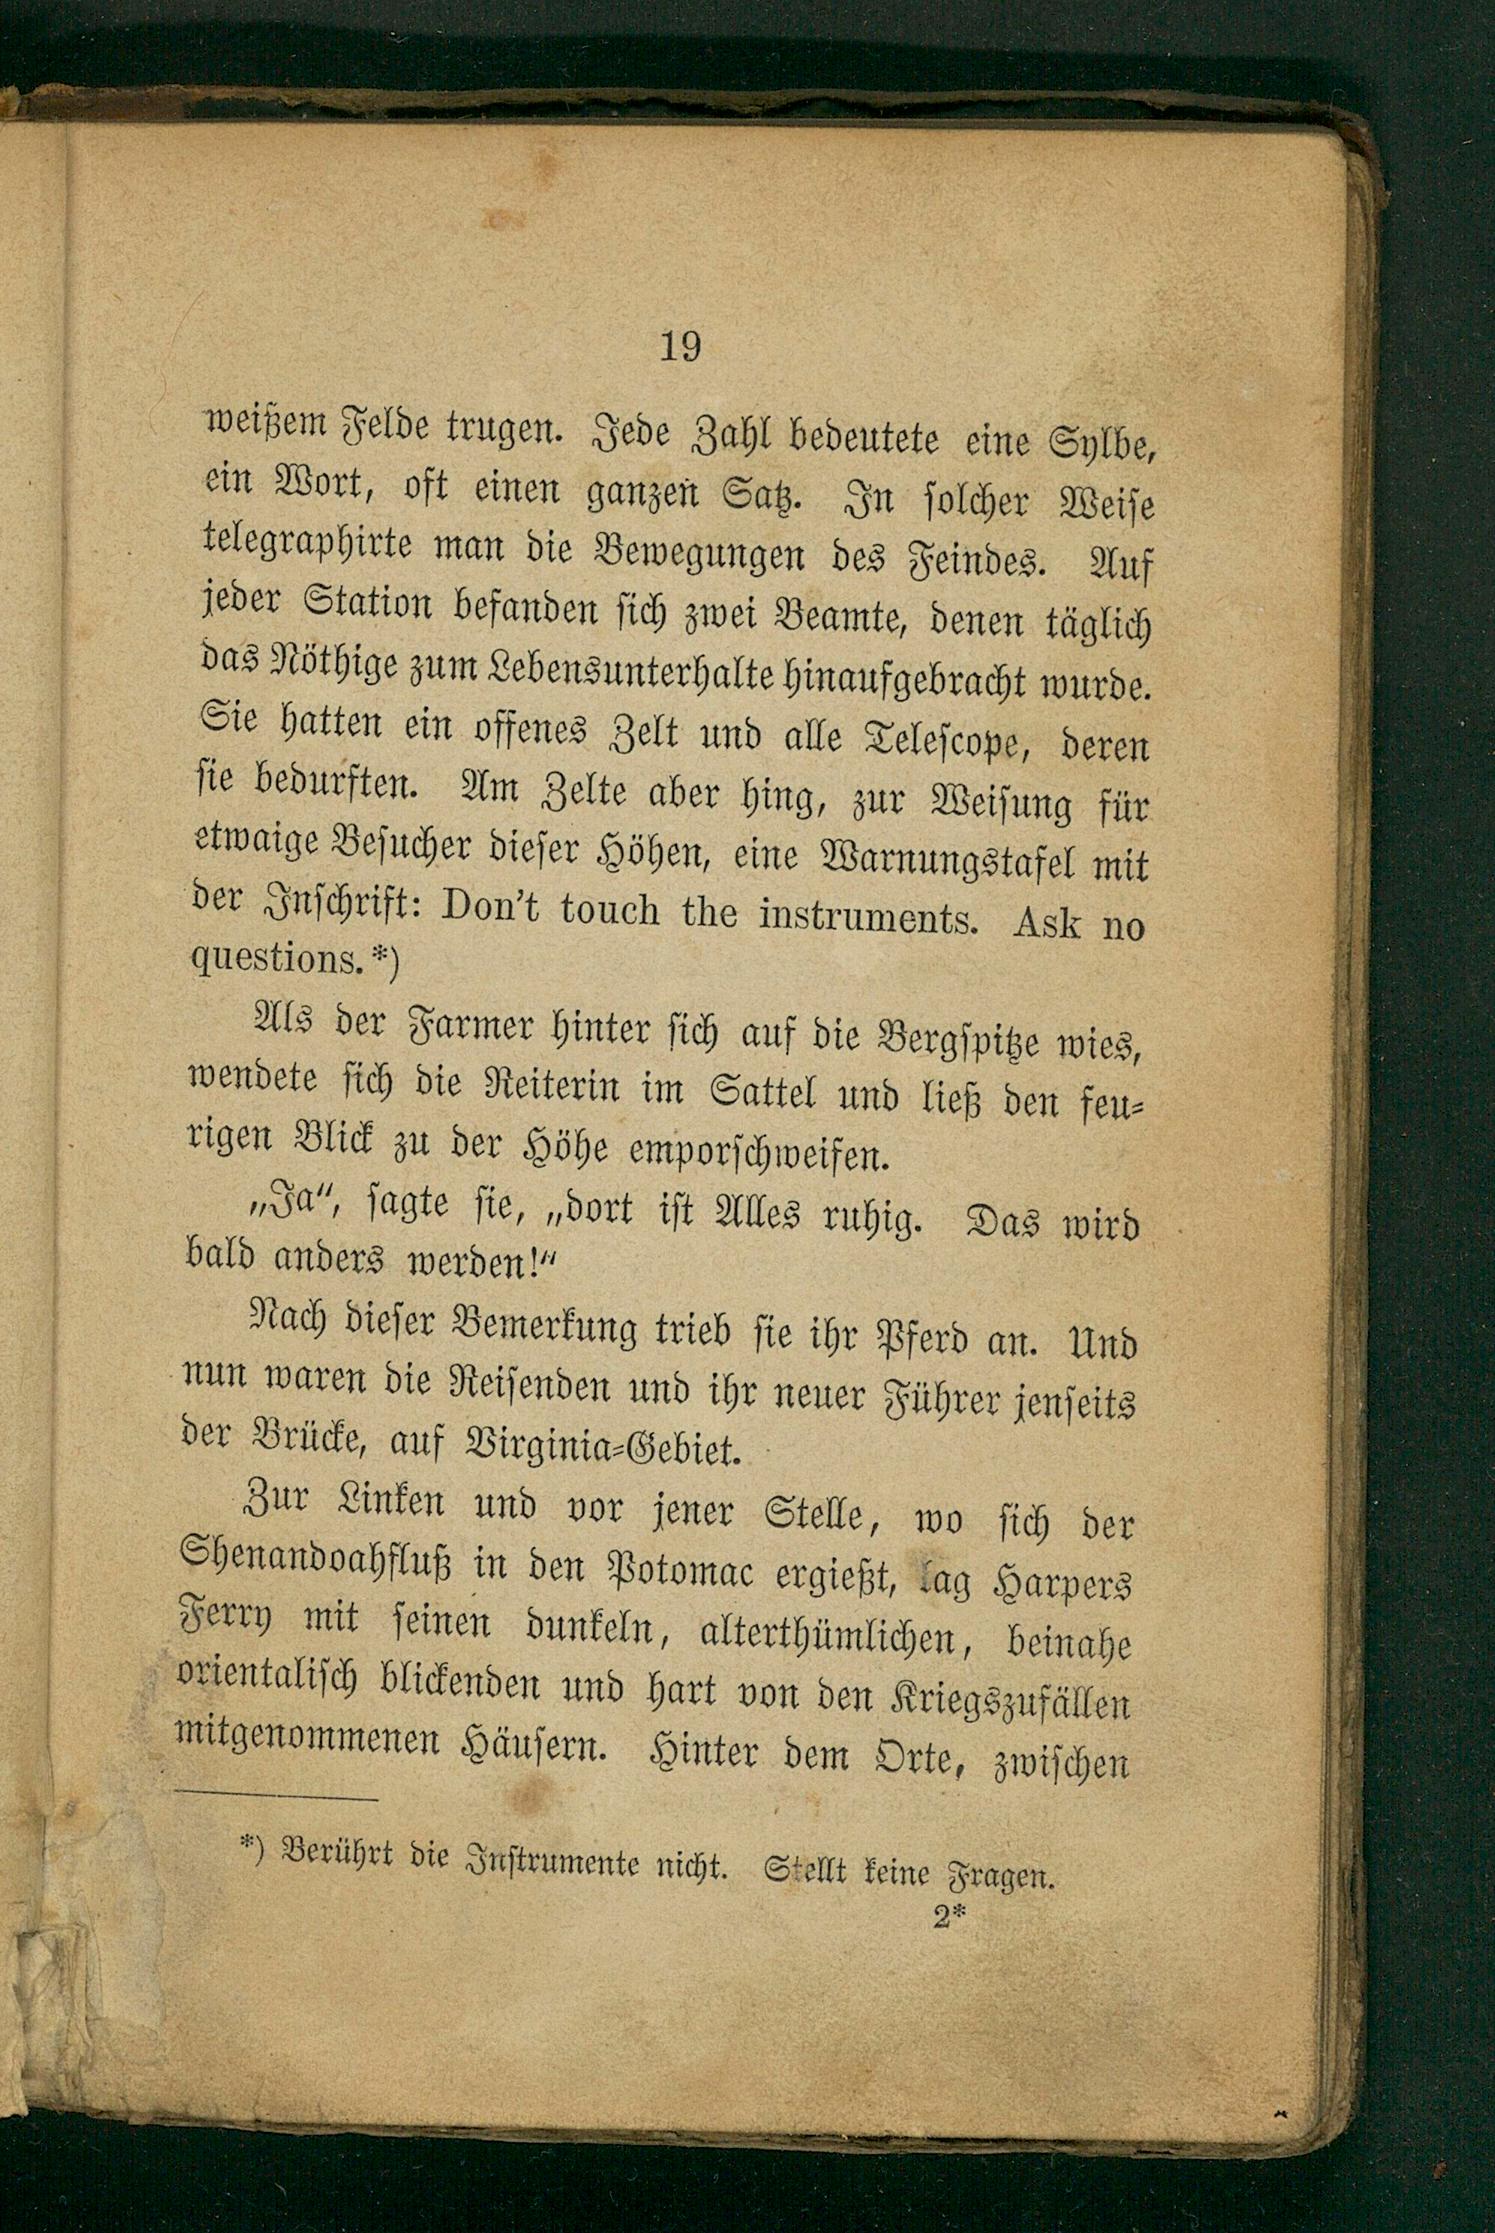 19
weißem Felde trugen. Jede Zahl bedeutete eine Sylbe,
ein Wort, oft einen ganzen Satz. In solcher Weise
telegraphirte man die Bewegungen des Feindes. Auf
jeder Station befanden sich zwei Beamte, denen täglich
das Nöthige zum Lebensunterhalte hinaufgebracht wurde.
Sie hatten ein offenes Zelt und alle Telescope, deren
sie bedurften. Am Zelte aber hing, zur Weisung für
etwaige Besucher dieser Höhen, eine Warnungstafel mit
der Inschrift: Don't touch the instruments. Ask no
questions.*)
Als der Farmer hinter sich auf die Bergspitze wies,
wendete sich die Reiterin im Sattel und ließ den feu-
rigen Blick zu der Höhe emporschweifen.
„Ja“, sagte sie, „dort ist Alles ruhig. Das wird
bald anders werden!“
Nach dieser Bemerkung trieb sie ihr Pferd an. Und
nun waren die Reisenden und ihr neuer Führer jenseits
der Brücke, auf Virginia-Gebiet.
Zur Linken und vor jener Stelle, wo sich der
Shenandoahfluß in den Potomac ergießt, lag Harpers
Ferry mit seinen dunkeln, alterthümlichen, beinahe
orientalisch blickenden und hart von den Kriegszufällen
mitgenommenen Häusern. Hinter dem Orte, zwischen
*) Berührt die Instrumente nicht. Stellt keine Fragen.
2*